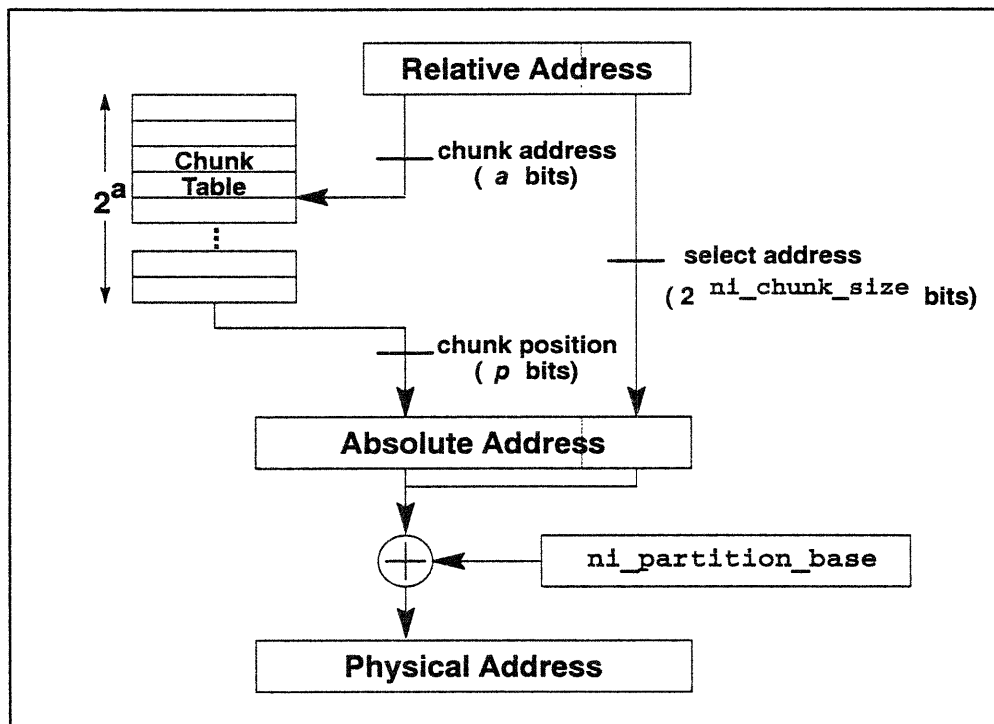 Relative Address
Chunk
Table
2^a
chunk address
( a bits)
select address
( 2 ni_chunk_size bits)
chunk position
( p bits)
Absolute Address
ni_partition_base
Physical Address